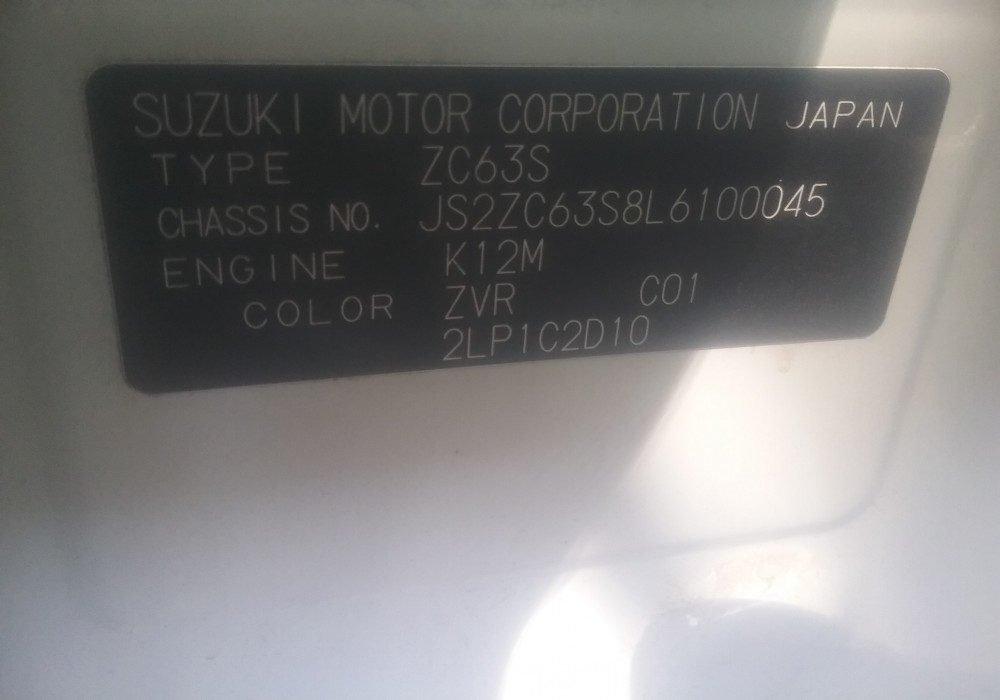 SUZUKI MOTOR CORPORATION JAPAN
TYPE ZC63S
CHASSIS NO. JS2ZC63S8L6100045
ENGINE K12M
COLOR ZVR C01
2LP1C2D10